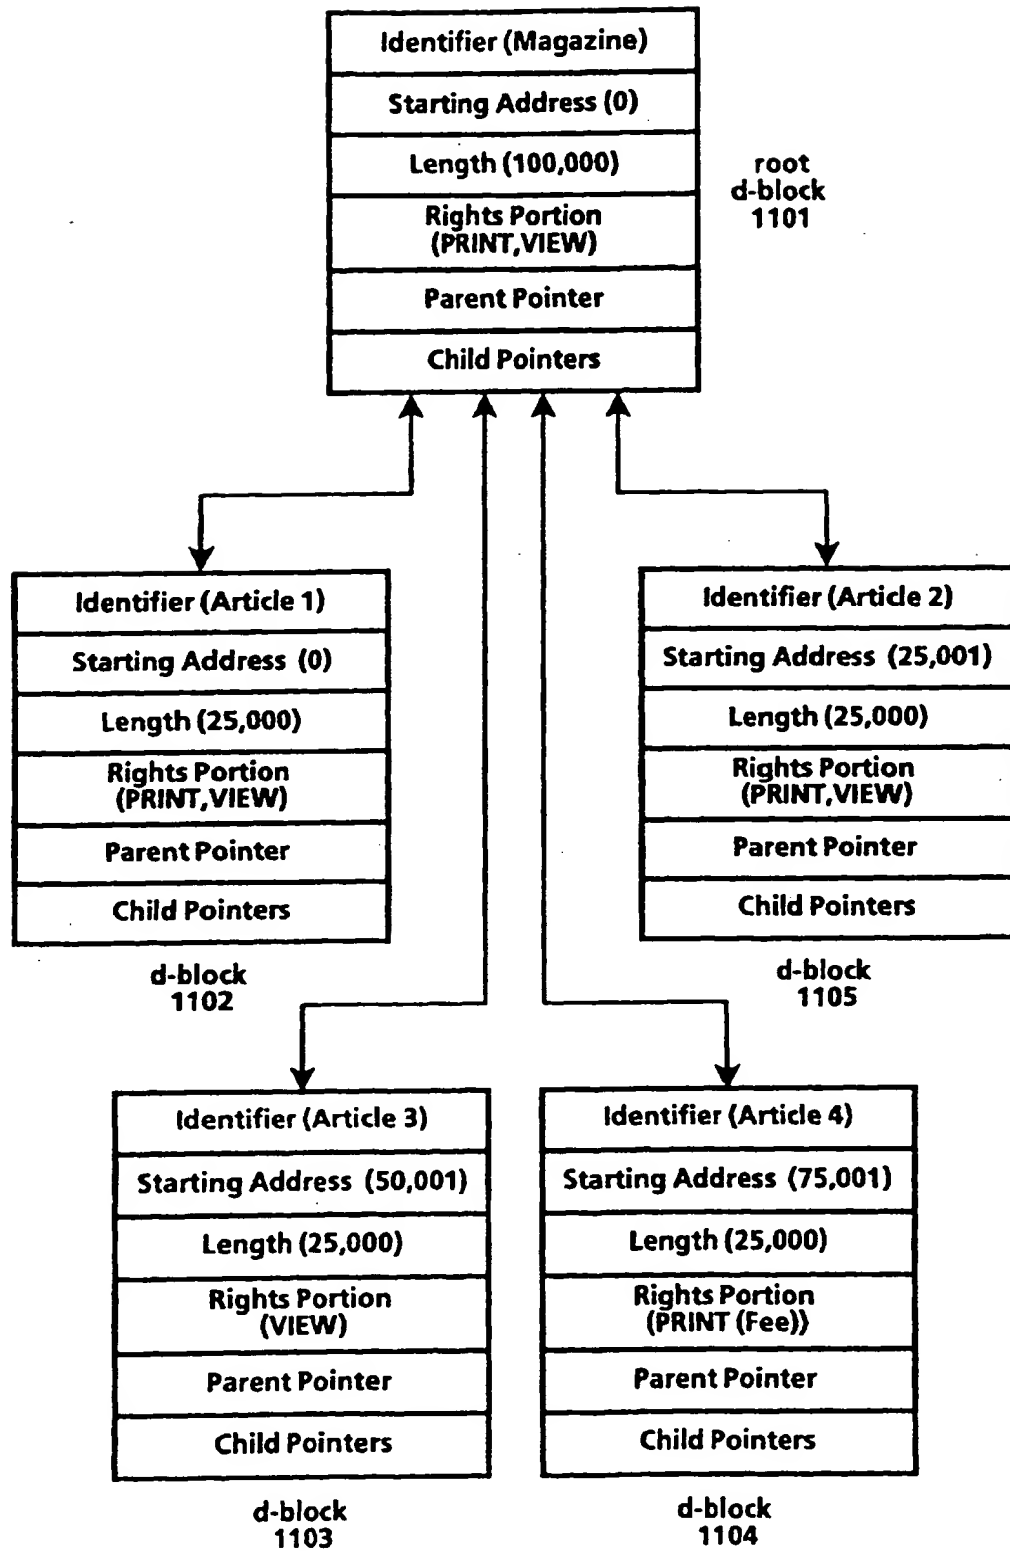 Identifier (Magazine)
Starting Address (0)
Length (100,000)
Rights Portion
(PRINT,VIEW)
Parent Pointer
Child Pointers
root
d-block
1101
Identifier (Article 1)
Starting Address (0)
Length (25,000)
Rights Portion
(PRINT,VIEW)
Parent Pointer
Child Pointers
d-block
1102
Identifier (Article 2)
Starting Address (25,001)
Length (25,000)
Rights Portion
(PRINT,VIEW)
Parent Pointer
Child Pointers
d-block
1105
Identifier (Article 3)
Starting Address (50,001)
Length (25,000)
Rights Portion
(VIEW)
Parent Pointer
Child Pointers
d-block
1103
Identifier (Article 4)
Starting Address (75,001)
Length (25,000)
Rights Portion
(PRINT (Fee))
Parent Pointer
Child Pointers
d-block
1104